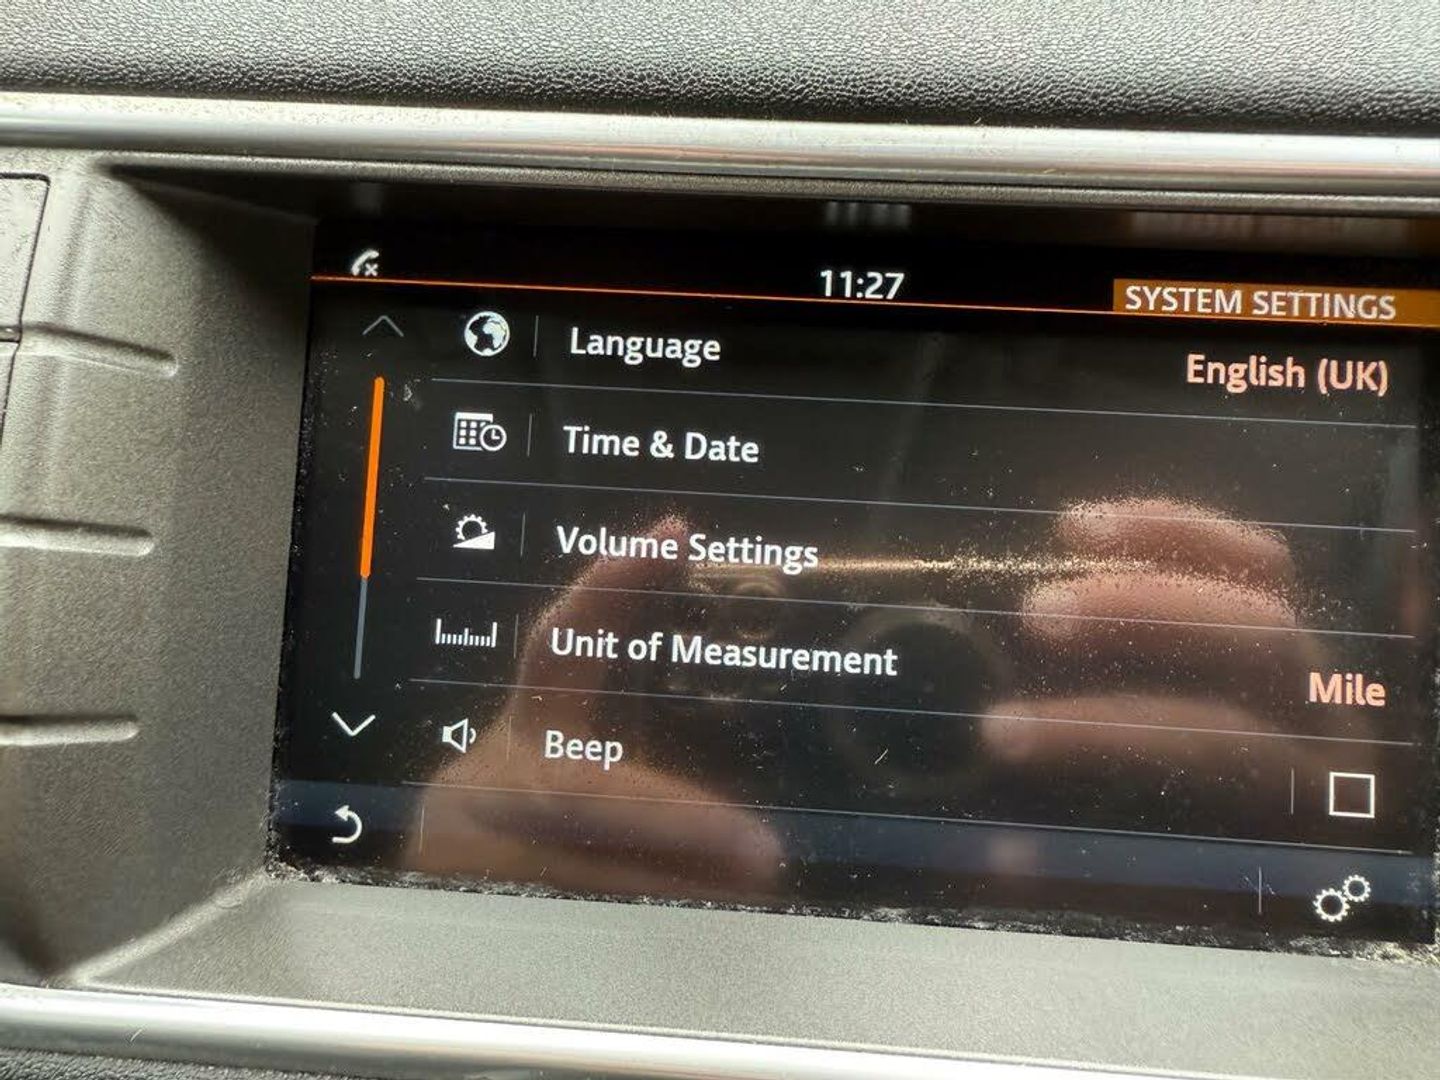 11:27
SYSTEM SETTINGS
Language
English (UK)
Time & Date
Volume Settings
Unit of Measurement
Mile
Beep